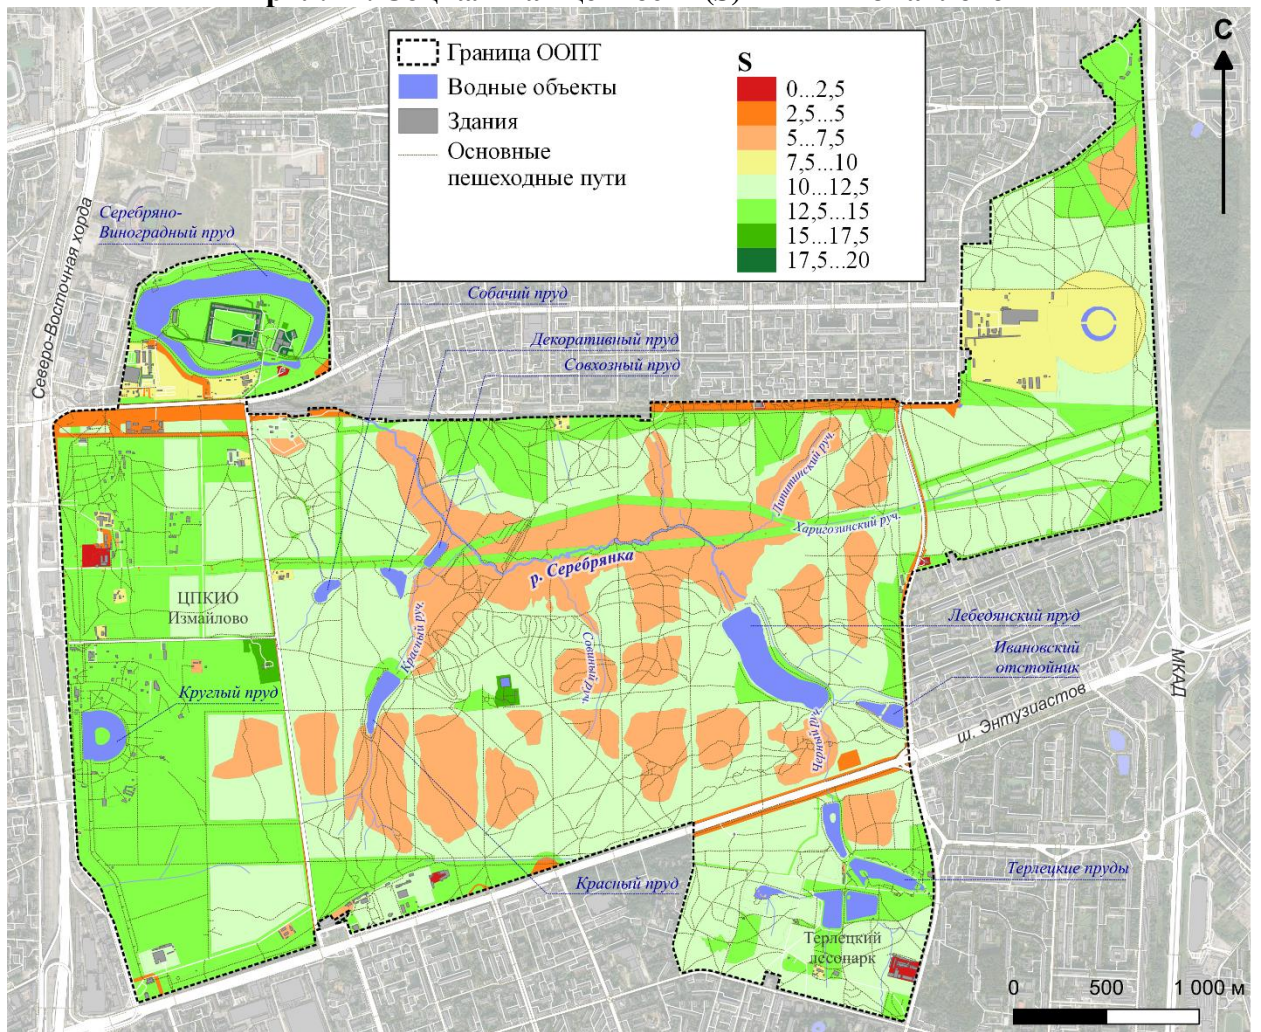 Граница ООПТ
Водные объекты
Здания
Основные
пешеходные пути
S
0...2,5
2,5...5
5...7,5
7,5...10
10...12,5
12,5...15
15...17,5
17,5...20
С
Северо-Восточная хорда
Серебряно-
Виноградный пруд
Собачий пруд
Декоративный пруд
Совхозный пруд
Липитинский руч.
Харигозинский руч.
р. Серебрянка
ЦПКИО
Измайлово
Красный руч.
Совиный руч.
Лебедянский пруд
Ивановский
отстойник
МКАД
Круглый пруд
ш. Энтузиастов
Черный руч.
Красный пруд
Терлецкие пруды
Терлецкий
лесопарк
0 500 1 000 м